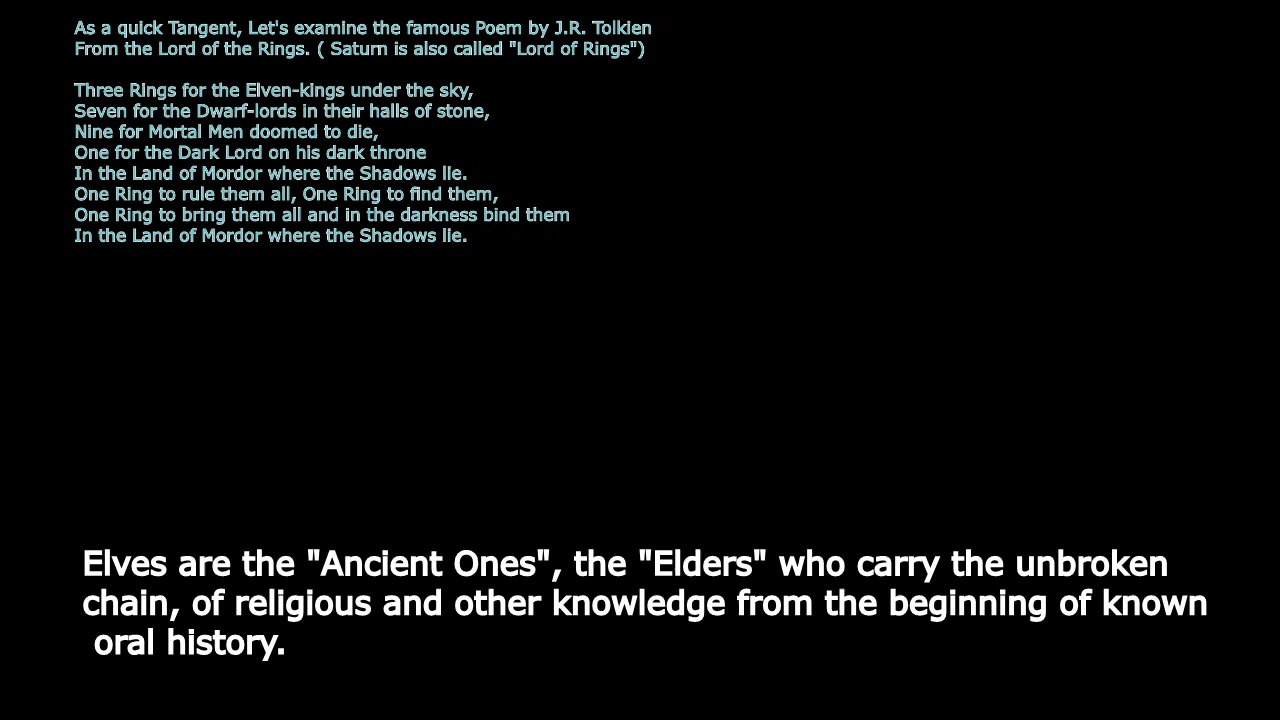 As a quick Tangent, Let's examine the famous Poem by J.R. Tolkien
From the Lord of the Rings. ( Saturn is also called "Lord of Rings")
Three Rings for the Elven-kings under the sky,
Seven for the Dwarf-lords in their halls of stone,
Nine for Mortal Men doomed to die,
One for the Dark Lord on his dark throne
In the Land of Mordor where the Shadows lie.
One Ring to rule them all, One Ring to find them,
One Ring to bring them all and in the darkness bind them
In the Land of Mordor where the Shadows lie.
Elves are the "Ancient Ones", the "Elders" who carry the unbroken
chain, of religious and other knowledge from the beginning of known
oral history.